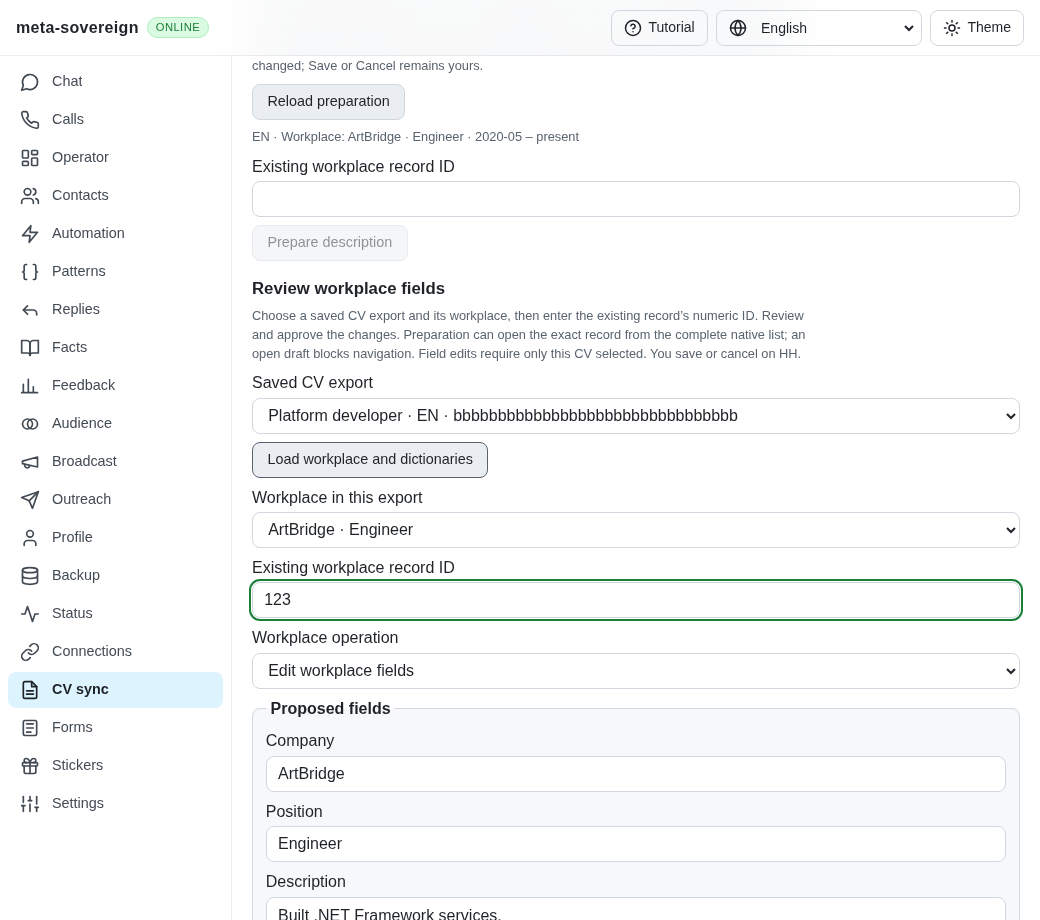 meta-sovereign ONLINE Tutorial English Theme
Chat
Calls
Operator
Contacts
Automation
Patterns
Replies
Facts
Feedback
Audience
Broadcast
Outreach
Profile
Backup
Status
Connections
CV sync
Forms
Stickers
Settings
changed; Save or Cancel remains yours.
Reload preparation
EN · Workplace: ArtBridge · Engineer · 2020-05 – present
Existing workplace record ID
Prepare description
Review workplace fields
Choose a saved CV export and its workplace, then enter the existing record’s numeric ID. Review
and approve the changes. Preparation can open the exact record from the complete native list; an
open draft blocks navigation. Field edits require only this CV selected. You save or cancel on HH.
Saved CV export
Platform developer · EN · bbbbbbbbbbbbbbbbbbbbbbbbbbbbbbbb
Load workplace and dictionaries
Workplace in this export
ArtBridge · Engineer
Existing workplace record ID
123
Workplace operation
Edit workplace fields
Proposed fields
Company
ArtBridge
Position
Engineer
Description
Built .NET Framework services.